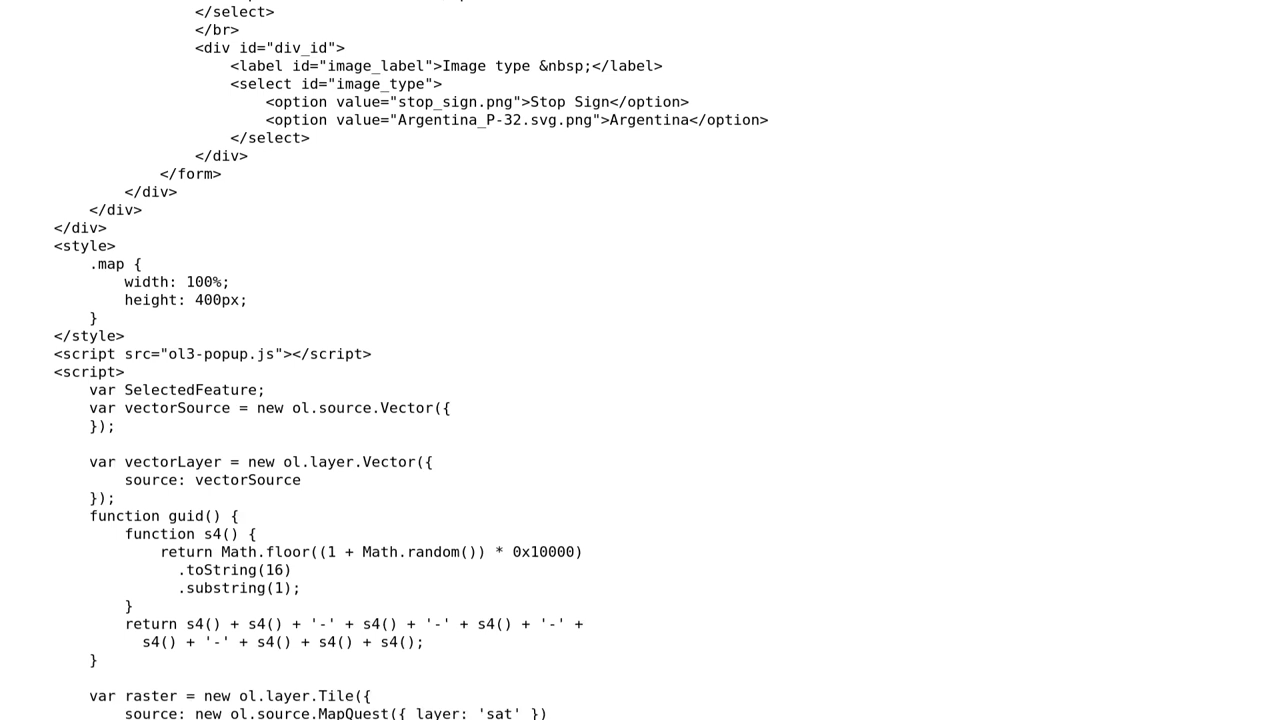 </select>
                </br>
                <div id="div_id">
                    <label id="image_label">Image type &nbsp;</label>
                    <select id="image_type">
                        <option value="stop_sign.png">Stop Sign</option>
                        <option value="Argentina_P-32.svg.png">Argentina</option>
                    </select>
                </div>
            </form>
        </div>
    </div>
</div>
<style>
    .map {
        width: 100%;
        height: 400px;
    }
</style>
<script src="ol3-popup.js"></script>
<script>
    var SelectedFeature;
    var vectorSource = new ol.source.Vector({
    });

    var vectorLayer = new ol.layer.Vector({
        source: vectorSource
    });
    function guid() {
        function s4() {
            return Math.floor((1 + Math.random()) * 0x10000)
              .toString(16)
              .substring(1);
        }
        return s4() + s4() + '-' + s4() + '-' + s4() + '-' +
          s4() + '-' + s4() + s4() + s4();
    }

    var raster = new ol.layer.Tile({
        source: new ol.source.MapQuest({ layer: 'sat' })